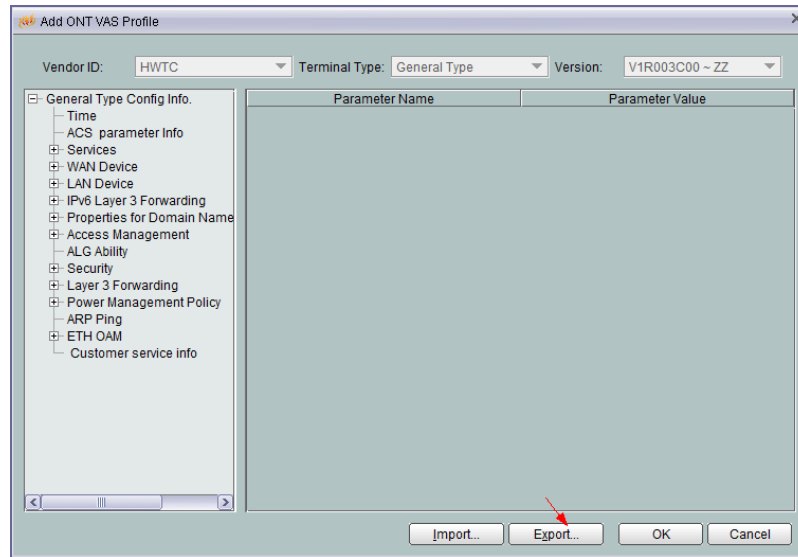 Add ONT VAS Profile
Vendor ID: HWTC Terminal Type: General Type Version: V1R003C00 ~ ZZ
General Type Config Info.
Time
ACS parameter Info
Services
WAN Device
LAN Device
IPv6 Layer 3 Forwarding
Properties for Domain Name
Access Management
ALG Ability
Security
Layer 3 Forwarding
Power Management Policy
ARP Ping
ETH OAM
Customer service info
Parameter Name Parameter Value
Import... Export... OK Cancel